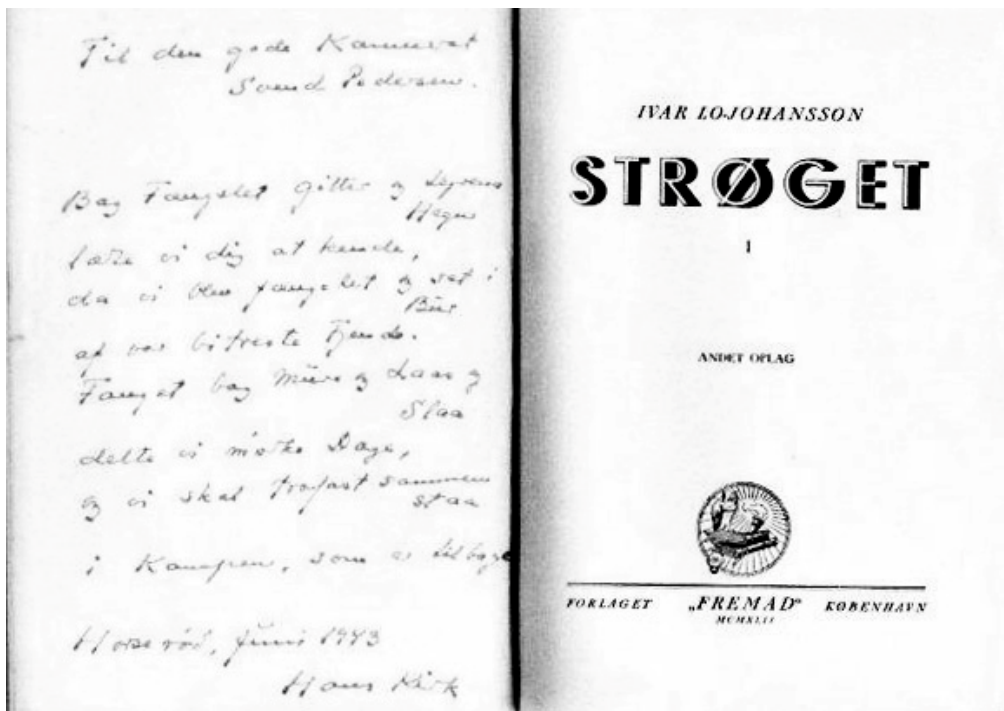 Til den gode Kammerat
Svend Pedersen.
Bag Fængslet Gitter og Lejrens
Hegn
lærte vi dig at kende,
da vi blev fængslet og sat i
Bur
af vor bitreste Fjende.
Fanget bag Mure og Laas og
Slaa
delte vi mørke Dage,
og vi skal trofast sammen
staa
i Kampen, som er tilbage
Horserød, Juni 1943
Hans Kirk
IVAR LO-JOHANSSON
STRØGET
I
ANDET OPLAG
FORLAGET „FREMAD“ KØBENHAVN
MCMXLII